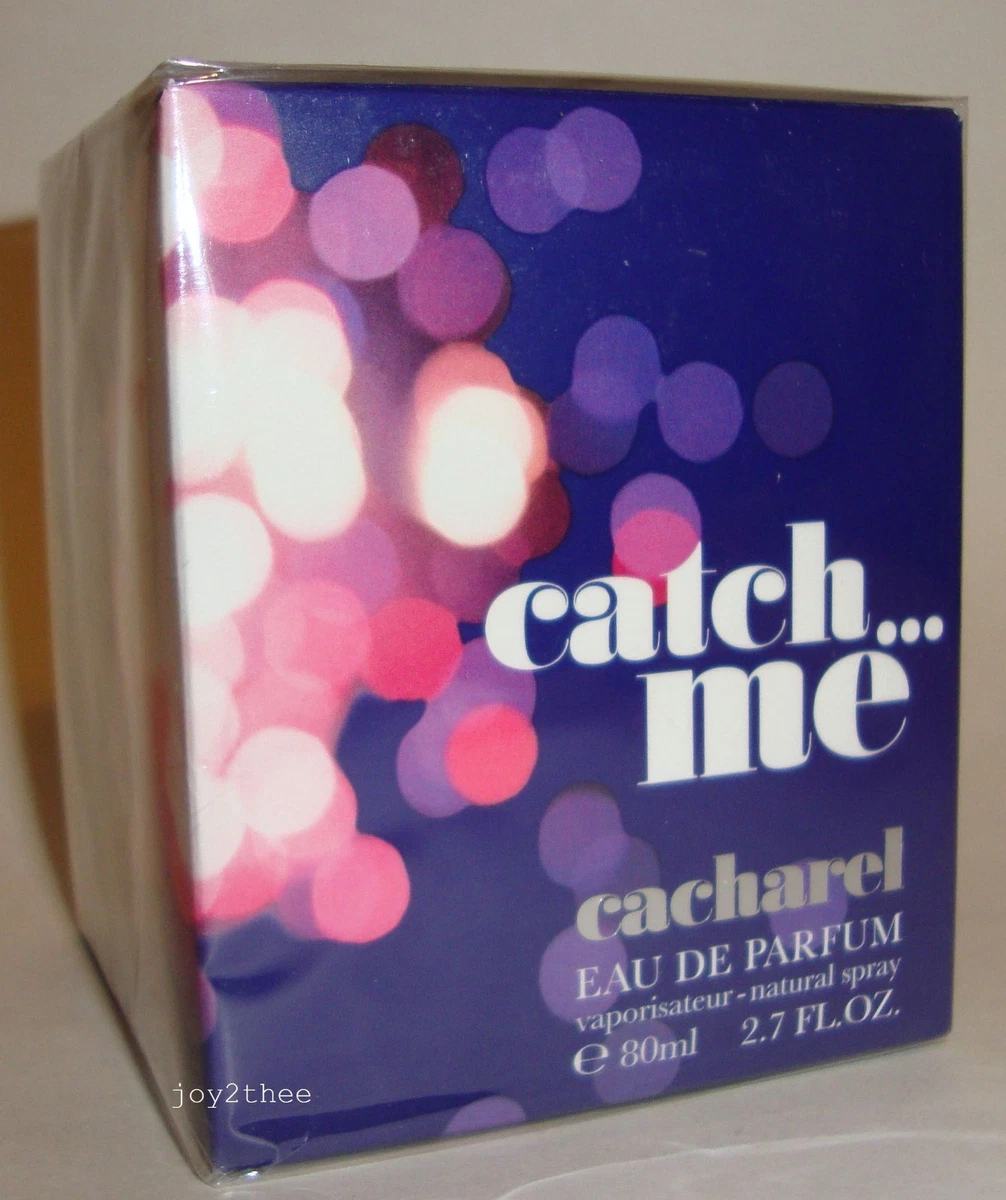 catch...
me
cacharel
EAU DE PARFUM
vaporisateur - natural spray
℮ 80ml 2.7 FL.OZ.
joy2thee